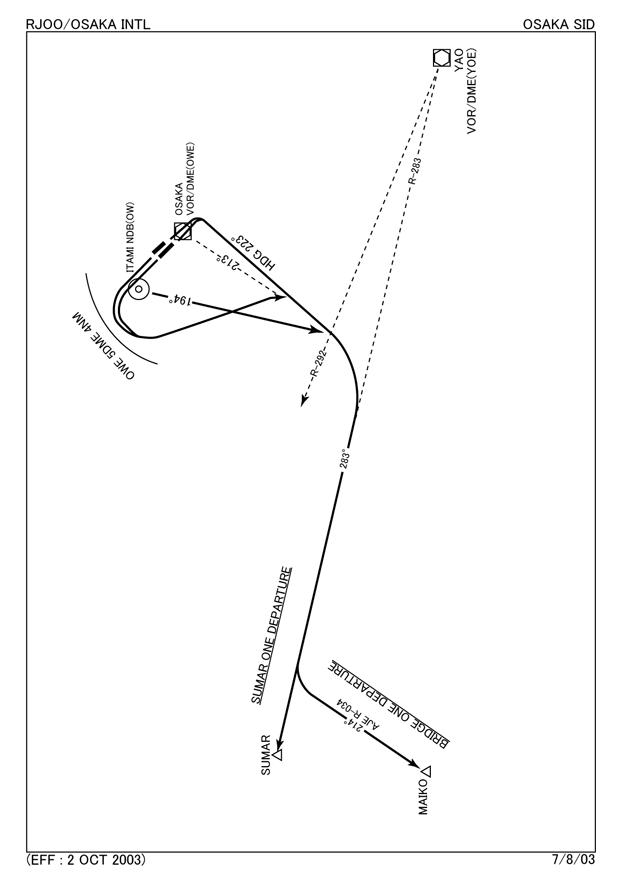 RJOO/OSAKA INTL
OSAKA SID
YAO
VOR/DME(YOE)
R-283
OSAKA
VOR/DME(OWE)
ITAMI NDB(OW)
HDG 223°
213°
194°
OWE 5DME 4NM
R-292
283°
SUMAR ONE DEPARTURE
BRIDGE ONE DEPARTURE
AJE R-034
214°
SUMAR
MAIKO
(EFF : 2 OCT 2003)
7/8/03